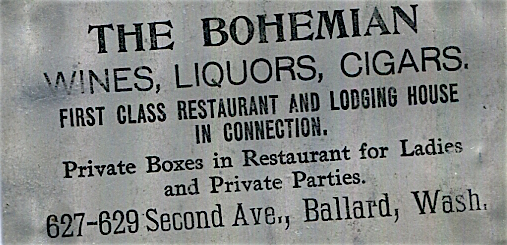 THE BOHEMIAN
WINES, LIQUORS, CIGARS.
FIRST CLASS RESTAURANT AND LODGING HOUSE
IN CONNECTION.
Private Boxes in Restaurant for Ladies
and Private Parties.
627-629 Second Ave., Ballard, Wash.